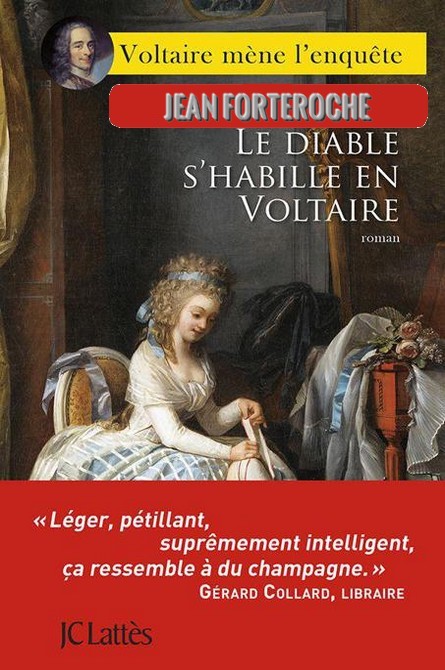 Voltaire mène l'enquête
JEAN FORTEROCHE
LE DIABLE
S'HABILLE EN
VOLTAIRE
roman
« Léger, pétillant,
suprêmement intelligent,
ça ressemble à du champagne. »
GÉRARD COLLARD, LIBRAIRE
JC Lattès